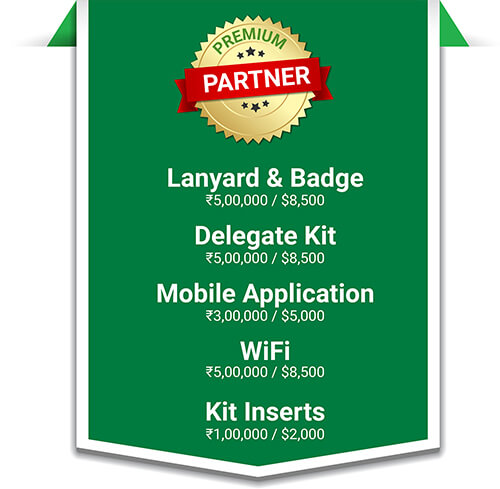 PREMIUM
PARTNER
Lanyard & Badge
₹5,00,000 / $8,500
Delegate Kit
₹5,00,000 / $8,500
Mobile Application
₹3,00,000 / $5,000
WiFi
₹5,00,000 / $8,500
Kit Inserts
₹1,00,000 / $2,000